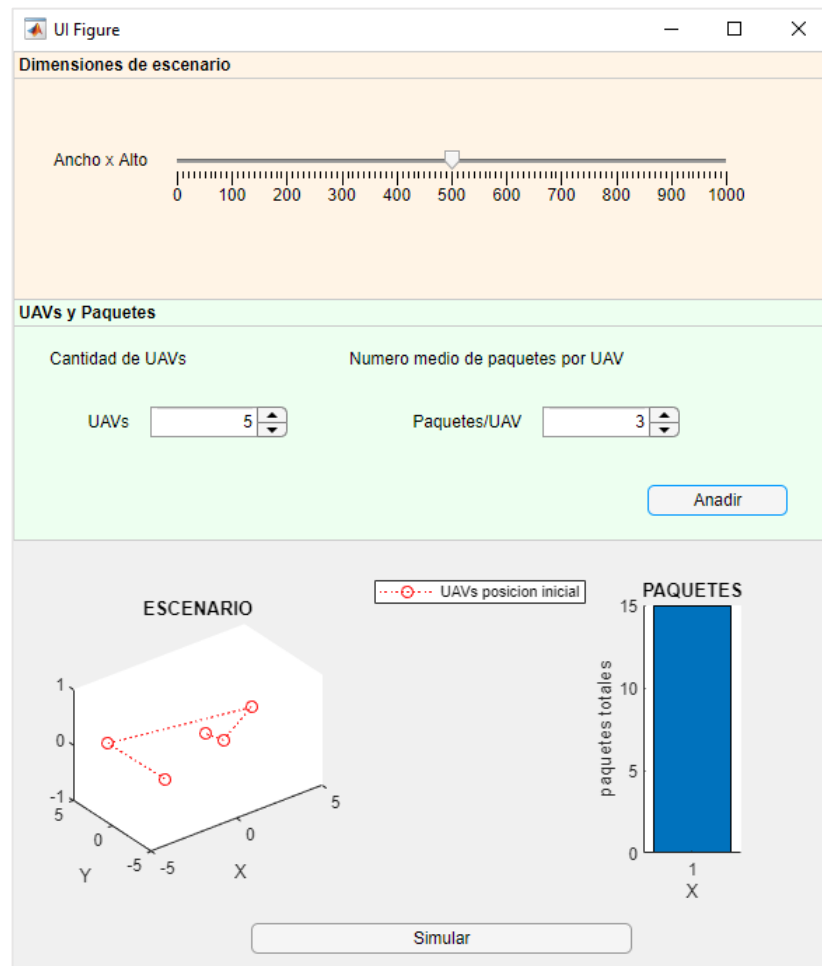 UI Figure
Dimensiones de escenario
Ancho x Alto
0 100 200 300 400 500 600 700 800 900 1000
UAVs y Paquetes
Cantidad de UAVs
Numero medio de paquetes por UAV
UAVs 5
Paquetes/UAV 3
Anadir
ESCENARIO
1
0
-1
5
0
-5
Y
-5
0
5
X
UAVs posicion inicial
PAQUETES
paquetes totales
15
10
5
0
1
X
Simular